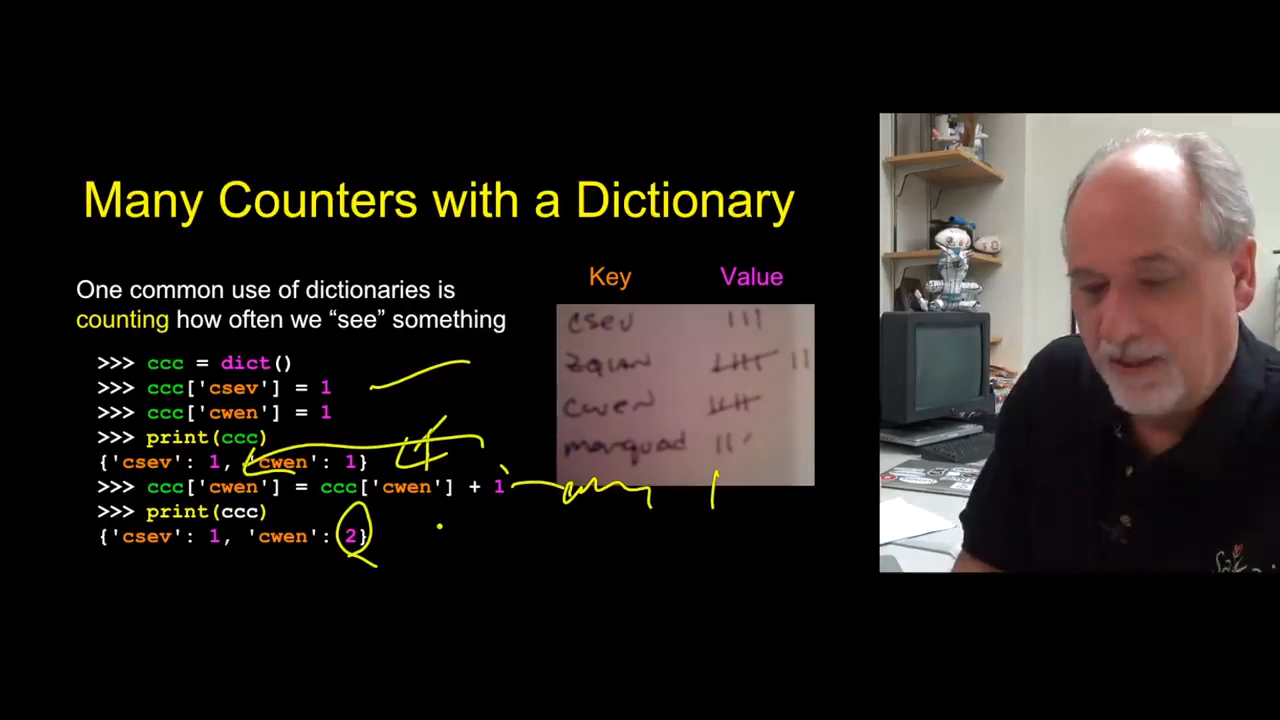 Many Counters with a Dictionary
One common use of dictionaries is
counting how often we “see” something
>>> ccc = dict()
>>> ccc['csev'] = 1
>>> ccc['cwen'] = 1
>>> print(ccc)
{'csev': 1, 'cwen': 1}
>>> ccc['cwen'] = ccc['cwen'] + 1
>>> print(ccc)
{'csev': 1, 'cwen': 2}
Key Value
csev
zquan
cwen
marquad